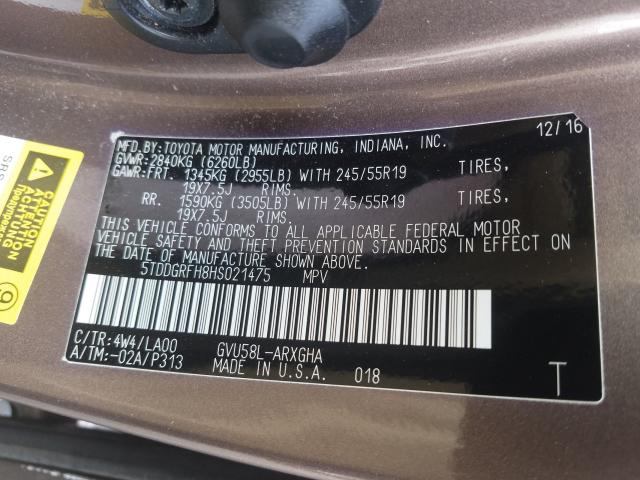 12/16
MFD.BY:TOYOTA MOTOR MANUFACTURING, INDIANA, INC.
GVWR:2840KG (6260LB)
GAWR:FRT. 1345KG (2955LB) WITH 245/55R19 TIRES,
19X7.5J RIMS.
RR. 1590KG (3505LB) WITH 245/55R19 TIRES,
19X7.5J RIMS.
THIS VEHICLE CONFORMS TO ALL APPLICABLE FEDERAL MOTOR
VEHICLE SAFETY AND THEFT PREVENTION STANDARDS IN EFFECT ON
THE DATE OF MANUFACTURE SHOWN ABOVE.
5TDDGRFH8HS021475 MPV
C/TR:4W4/LA00 GVU58L-ARXGHA
A/TM:-02A/P313 MADE IN U.S.A. 018
T
SRS
ATTENTION